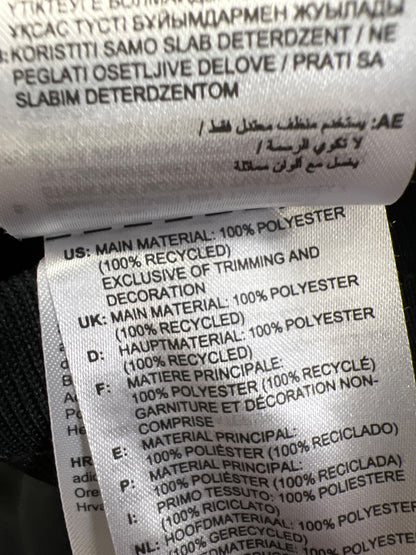 ҰҚСАС ТҮСТІ БҰЙЫМДАРМЕН ЖУЫЛАДЫ
KORISTITI SAMO SLAB DETERDZENT / NE
PEGLATI OSETLJIVE DELOVE / PRATI SA
SLABIM DETERDZENTOM
AE: يستخدم منظف معتدل فقط /
لا تكوي الرسمة /
يغسل مع ألوان مماثلة
US: MAIN MATERIAL: 100% POLYESTER
(100% RECYCLED)
EXCLUSIVE OF TRIMMING AND
DECORATION
UK: MAIN MATERIAL: 100% POLYESTER
(100% RECYCLED)
D: HAUPTMATERIAL: 100% POLYESTER
(100% RECYCLED)
F: MATIERE PRINCIPALE:
100% POLYESTER (100% RECYCLÉ)
GARNITURE ET DÉCORATION NON-
COMPRISE
E: MATERIAL PRINCIPAL:
100% POLIÉSTER (100% RECICLADO)
P: MATERIAL PRINCIPAL:
100% POLIÉSTER (100% RECICLADA)
I: PRIMO TESSUTO: 100% POLIESTERE
(100% RICICLATO)
NL: HOOFDMATERIAAL: 100% POLYESTER
(100% GERECYCLED)
HR